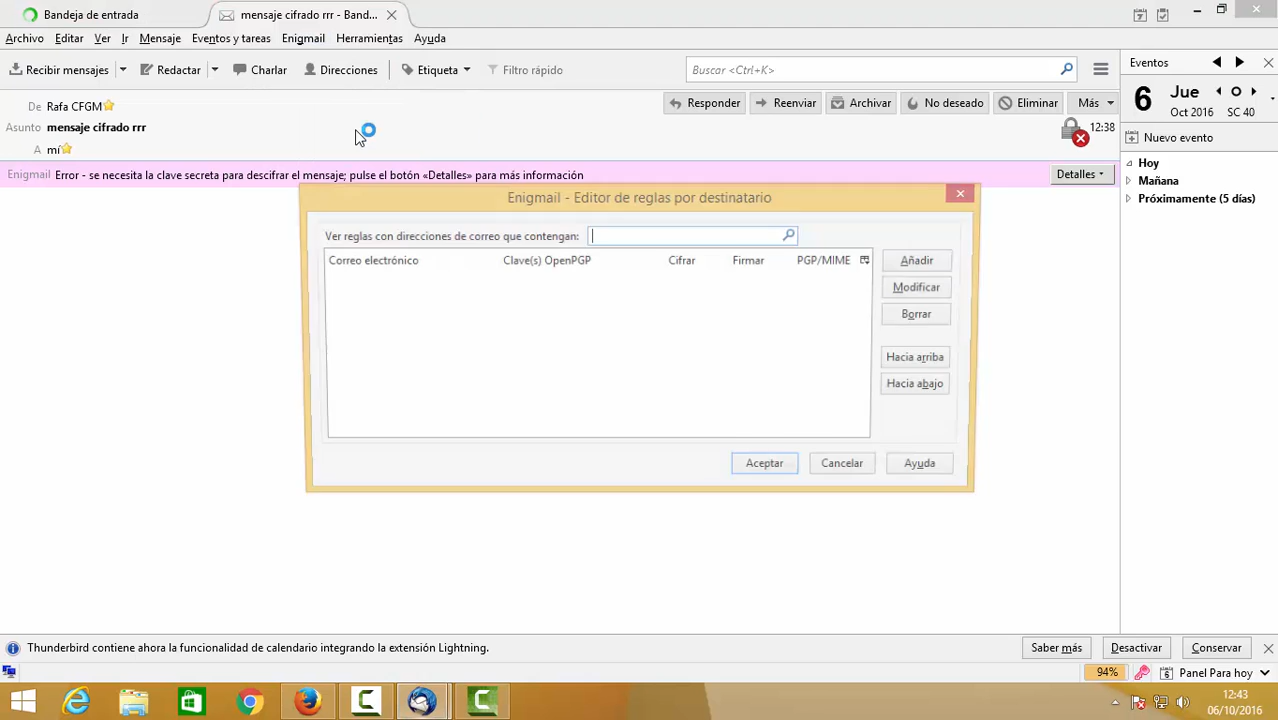 Bandeja de entrada
mensaje cifrado rrr - Band...
Archivo Editar Ver Ir Mensaje Eventos y tareas Enigmail Herramientas Ayuda
Recibir mensajes Redactar Charlar Direcciones Etiqueta Filtro rápido Buscar <Ctrl+K>
Eventos
De Rafa CFGM
Responder Reenviar Archivar No deseado Eliminar Más
6 Jue
Oct 2016 SC 40
Asunto mensaje cifrado rrr
12:38
A mí
Nuevo evento
Hoy
Mañana
Próximamente (5 días)
Enigmail Error - se necesita la clave secreta para descifrar el mensaje; pulse el botón «Detalles» para más información
Detalles
Enigmail - Editor de reglas por destinatario
Ver reglas con direcciones de correo que contengan:
Correo electrónico Clave(s) OpenPGP Cifrar Firmar PGP/MIME
Añadir
Modificar
Borrar
Hacia arriba
Hacia abajo
Aceptar Cancelar Ayuda
Thunderbird contiene ahora la funcionalidad de calendario integrando la extensión Lightning.
Saber más Desactivar Conservar
94% 6 Panel Para hoy
12:43
06/10/2016